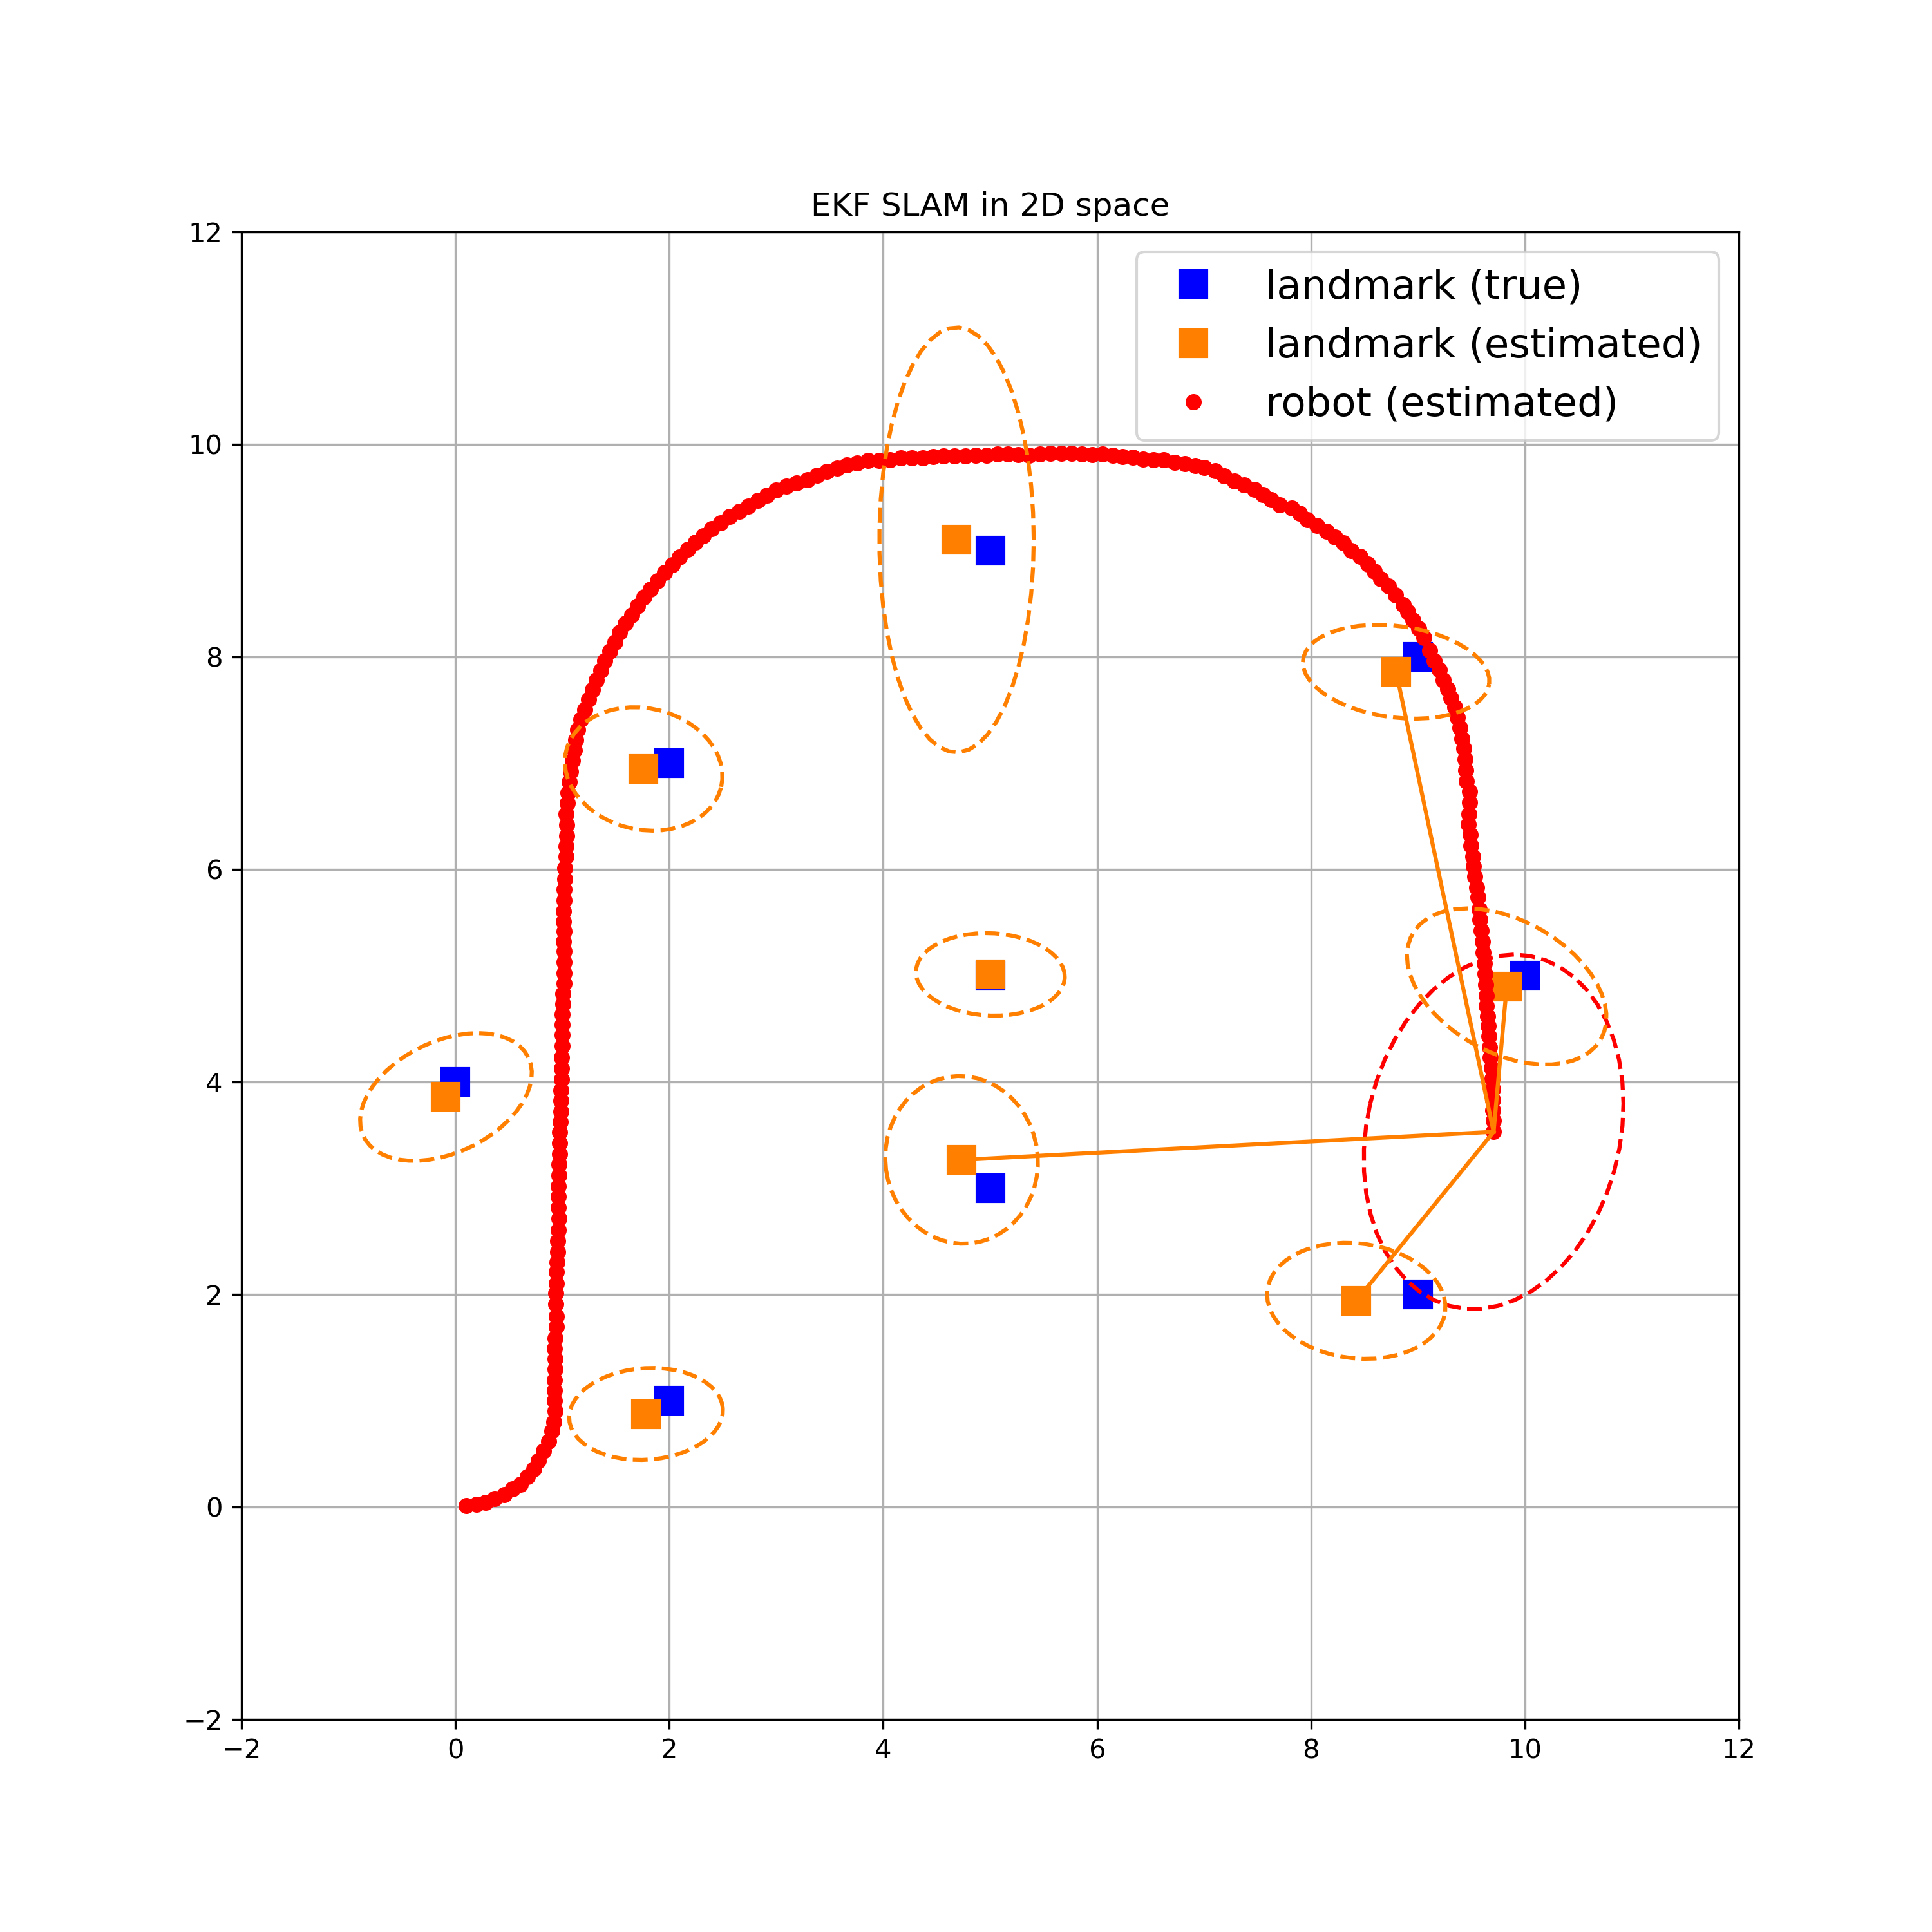 EKF SLAM in 2D space
12
landmark (true)
landmark (estimated)
robot (estimated)
10
8
6
4
2
0
−2
−2 0 2 4 6 8 10 12